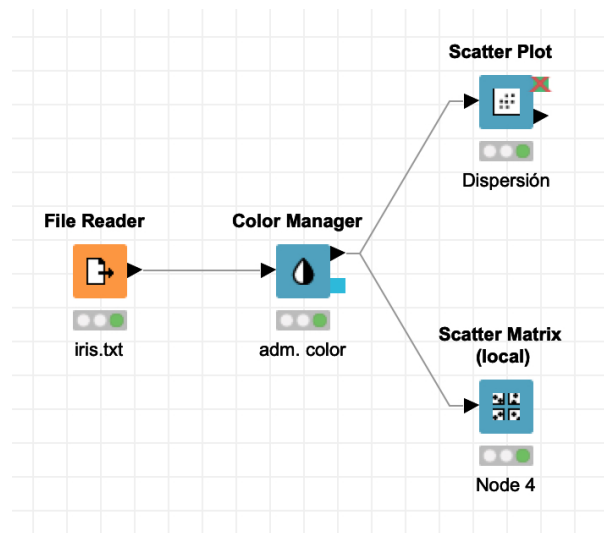 Scatter Plot
Dispersión
File Reader
iris.txt
Color Manager
adm. color
Scatter Matrix
(local)
Node 4